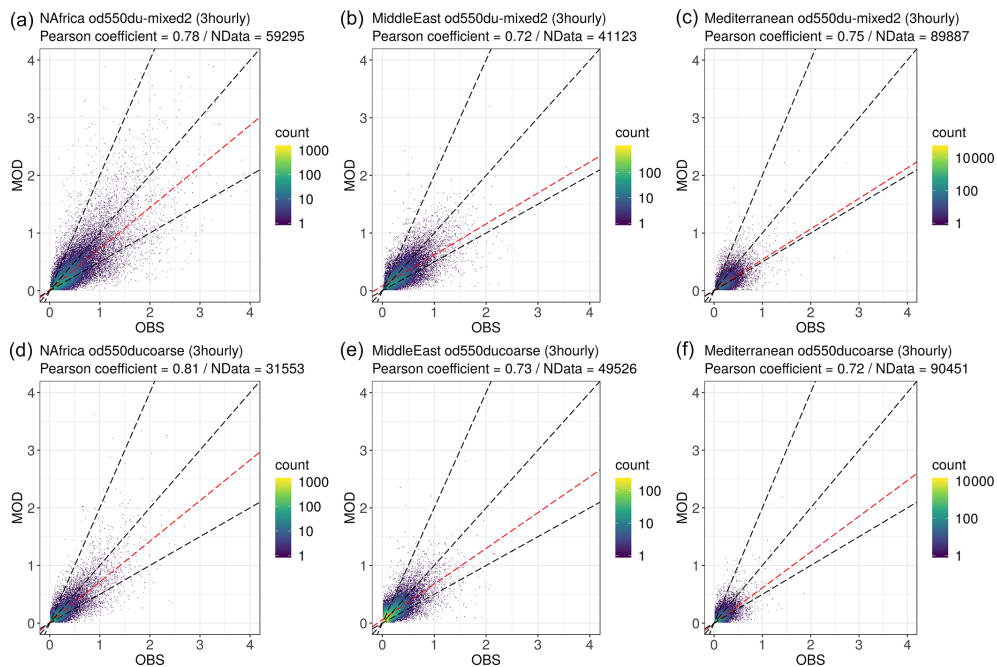 (a) NAfrica od550du-mixed2 (3hourly)
Pearson coefficient = 0.78 / NData = 59295
4
3
2
1
0
MOD
0 1 2 3 4
OBS
count
1000
100
10
1
(b) MiddleEast od550du-mixed2 (3hourly)
Pearson coefficient = 0.72 / NData = 41123
4
3
2
1
0
MOD
0 1 2 3 4
OBS
count
100
10
1
(c) Mediterranean od550du-mixed2 (3hourly)
Pearson coefficient = 0.75 / NData = 89887
4
3
2
1
0
MOD
0 1 2 3 4
OBS
count
10000
100
1
(d) NAfrica od550ducoarse (3hourly)
Pearson coefficient = 0.81 / NData = 31553
4
3
2
1
0
MOD
0 1 2 3 4
OBS
count
1000
100
10
1
(e) MiddleEast od550ducoarse (3hourly)
Pearson coefficient = 0.73 / NData = 49526
4
3
2
1
0
MOD
0 1 2 3 4
OBS
count
100
10
1
(f) Mediterranean od550ducoarse (3hourly)
Pearson coefficient = 0.72 / NData = 90451
4
3
2
1
0
MOD
0 1 2 3 4
OBS
count
10000
100
1